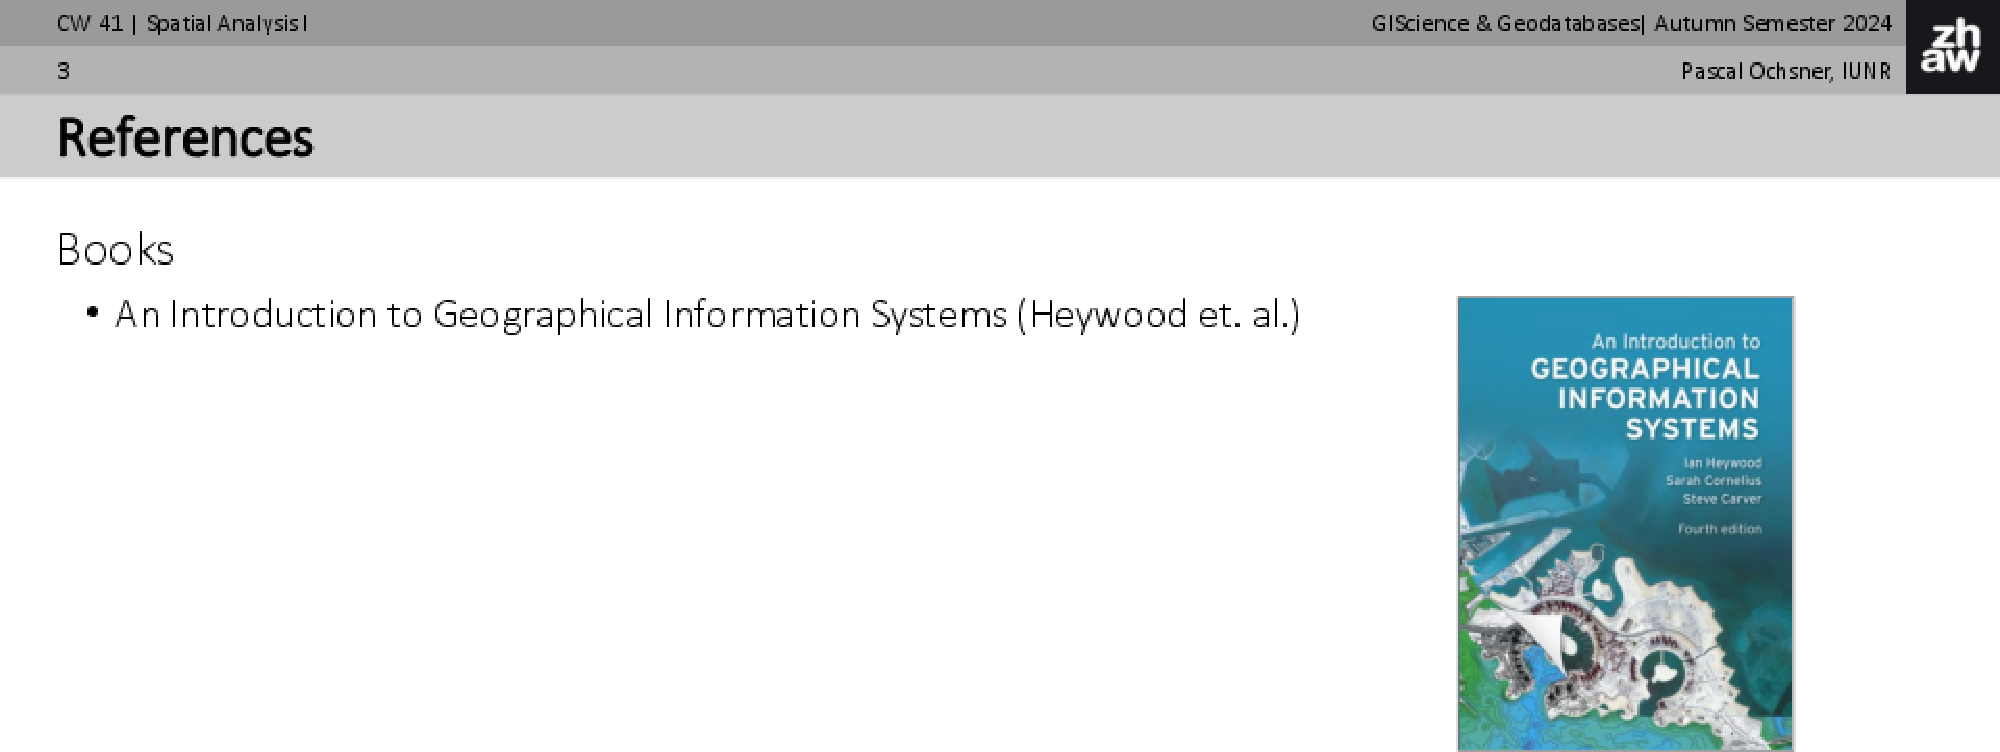 CW 41 | Spatial Analysis I
GIScience & Geodatabases| Autumn Semester 2024
zh
aw
3
Pascal Ochsner, IUNR
References
Books
• An Introduction to Geographical Information Systems (Heywood et. al.)
An Introduction to
GEOGRAPHICAL
INFORMATION
SYSTEMS
Ian Heywood
Sarah Cornelius
Steve Carver
Fourth edition